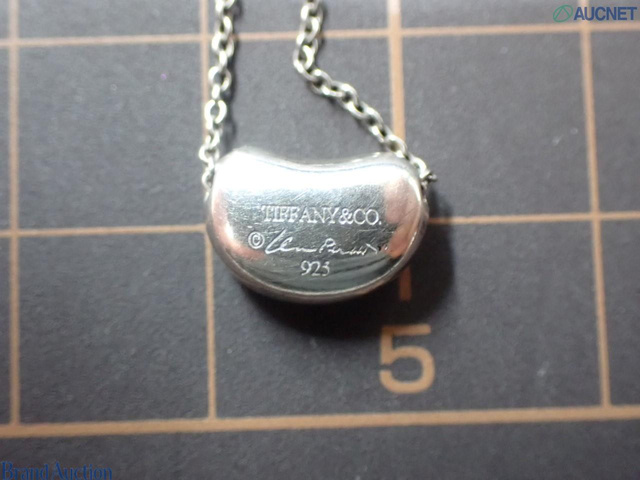 AUCNET
TIFFANY&CO.
© Elsa Peretti
925
5
Brand Auction